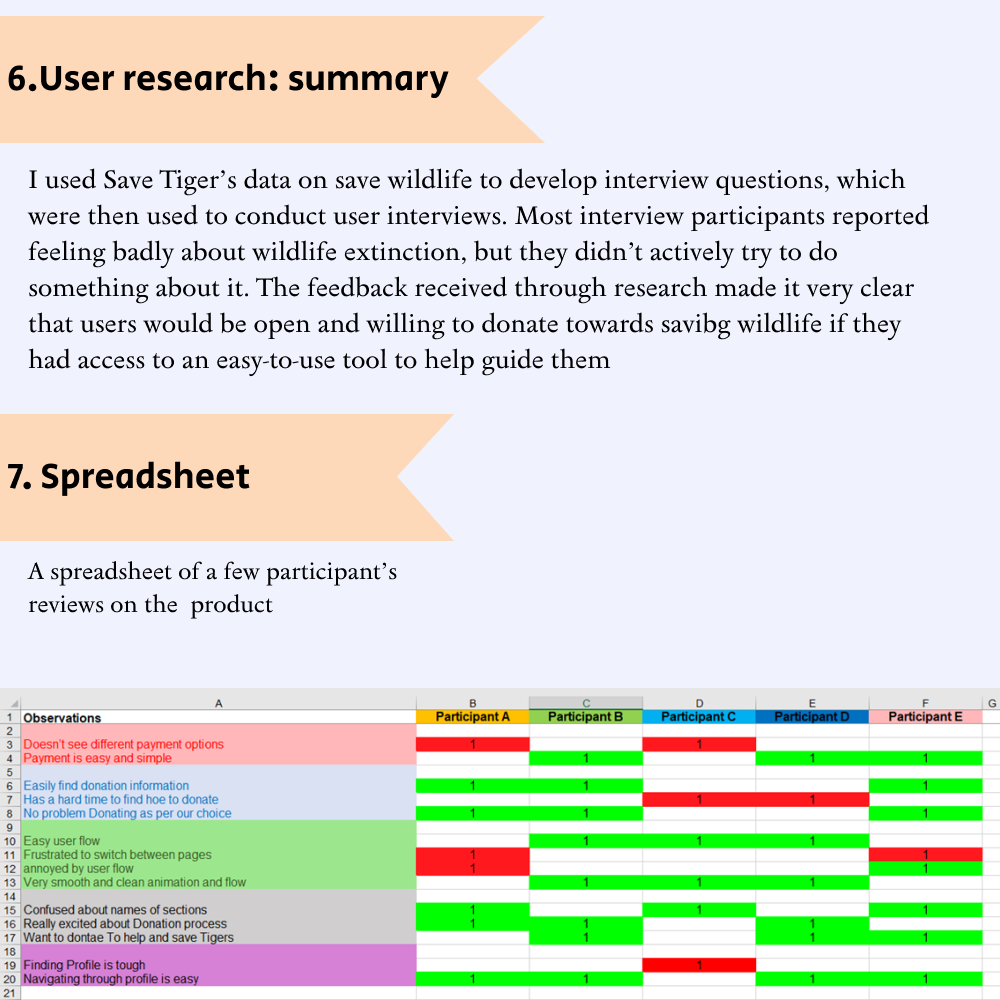 6.User research: summary
I used Save Tiger’s data on save wildlife to develop interview questions, which
were then used to conduct user interviews. Most interview participants reported
feeling badly about wildlife extinction, but they didn’t actively try to do
something about it. The feedback received through research made it very clear
that users would be open and willing to donate towards savibg wildlife if they
had access to an easy-to-use tool to help guide them
7. Spreadsheet
A spreadsheet of a few participant’s
reviews on the product
A B C D E F G
1 Observations Participant A Participant B Participant C Participant D Participant E
2
3 Doesn't see different payment options 1 1
4 Payment is easy and simple 1 1 1
5
6 Easily find donation information 1 1 1
7 Has a hard time to find hoe to donate 1 1
8 No problem Donating as per our choice 1 1 1
9
10 Easy user flow 1 1 1
11 Frustrated to switch between pages 1 1
12 annoyed by user flow 1 1
13 Very smooth and clean animation and flow 1 1 1
14
15 Confused about names of sections 1 1 1
16 Really excited about Donation process 1 1 1
17 Want to dontae To help and save Tigers 1 1 1
18
19 Finding Profile is tough 1
20 Navigating through profile is easy 1 1 1 1
21